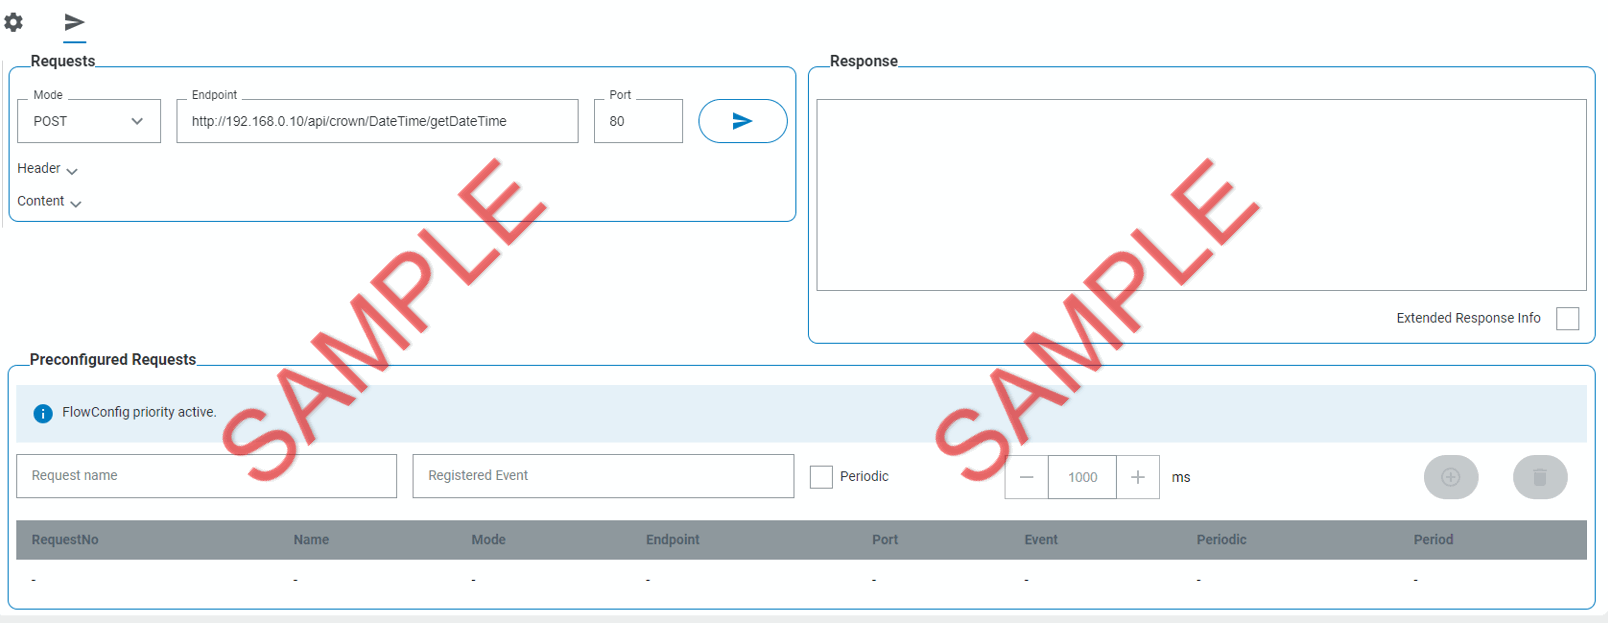 Requests
Mode
POST
Endpoint
http://192.168.0.10/api/crown/DateTime/getDateTime
Port
80
Header
Content
Response
Extended Response Info
SAMPLE
SAMPLE
Preconfigured Requests
FlowConfig priority active.
Request name
Registered Event
Periodic
1000
ms
RequestNo Name Mode Endpoint Port Event Periodic Period
- - - - - - - -